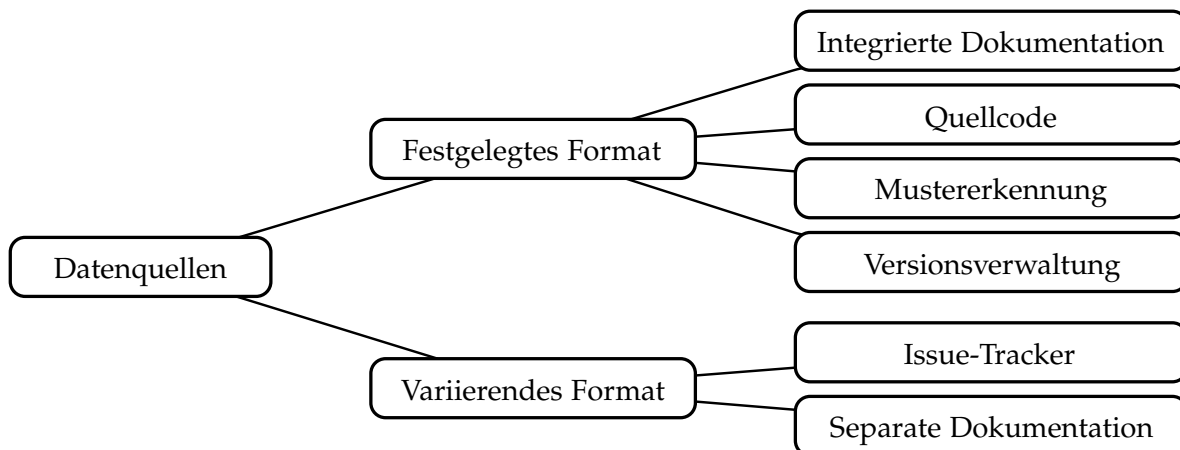 Integrierte Dokumentation
Quellcode
Festgelegtes Format
Mustererkennung
Versionsverwaltung
Datenquellen
Issue-Tracker
Variierendes Format
Separate Dokumentation